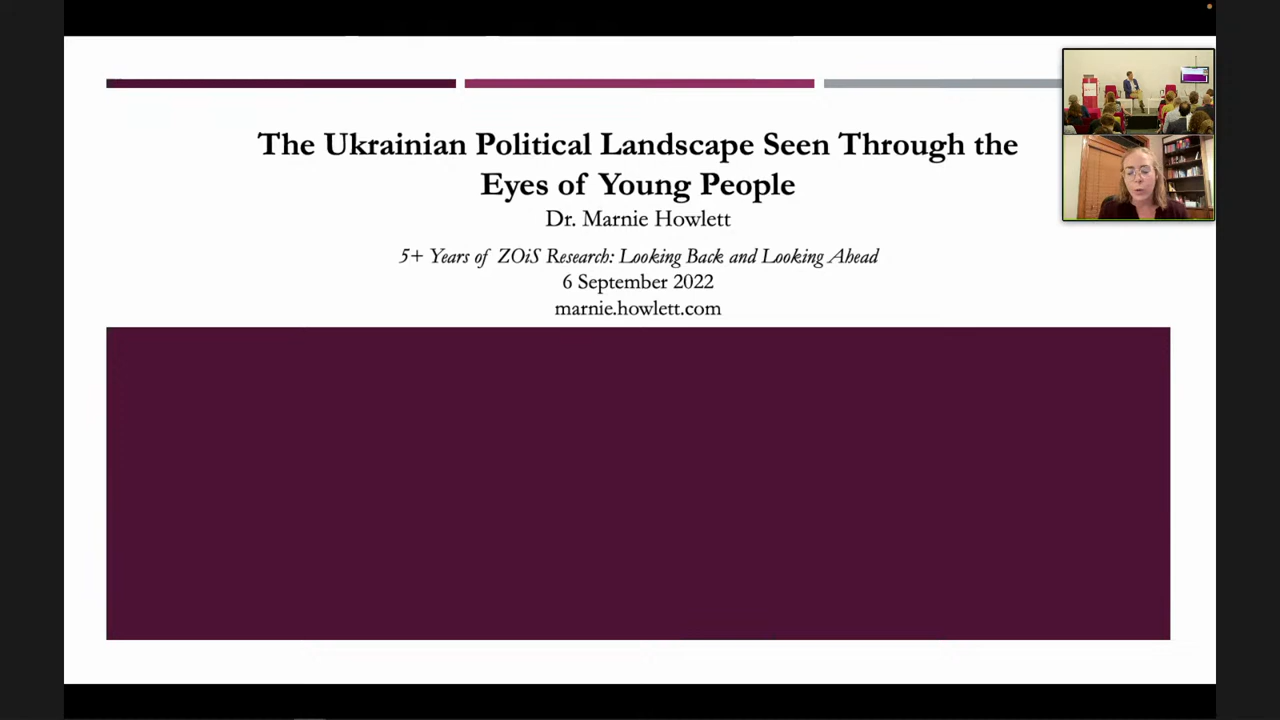 The Ukrainian Political Landscape Seen Through the
Eyes of Young People
Dr. Marnie Howlett
5+ Years of ZOiS Research: Looking Back and Looking Ahead
6 September 2022
marnie.howlett.com